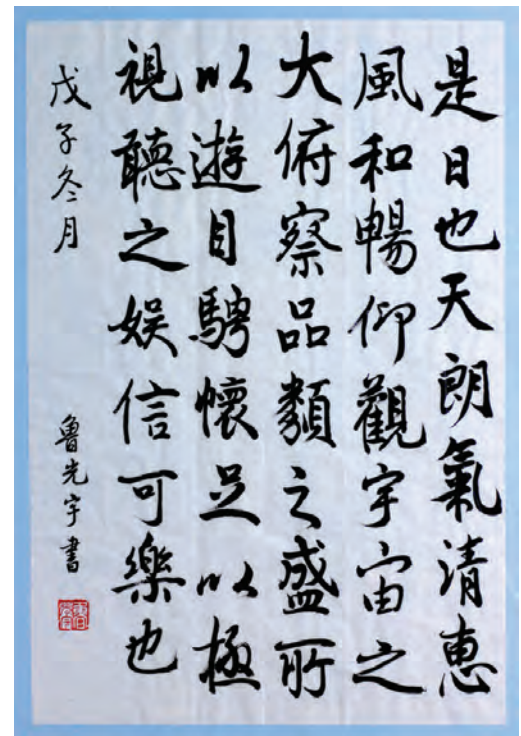 是日也天朗氣清惠
風和暢仰觀宇宙之
大俯察品類之盛所
以遊目騁懷足以極
視聽之娱信可樂也
戊子冬月
魯光宇書